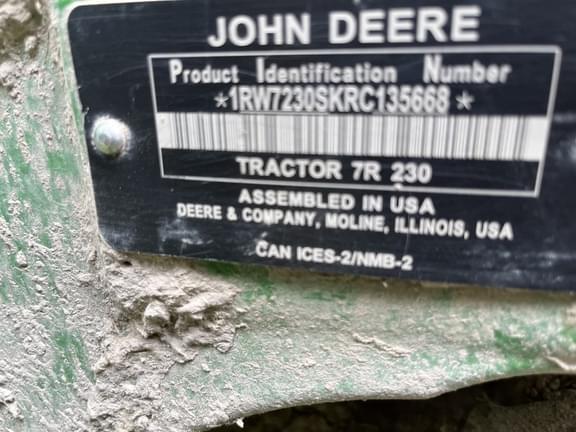 JOHN DEERE
Product Identification Number
*1RW7230SKRC135668*
TRACTOR 7R 230
ASSEMBLED IN USA
DEERE & COMPANY, MOLINE, ILLINOIS, USA
CAN ICES-2/NMB-2